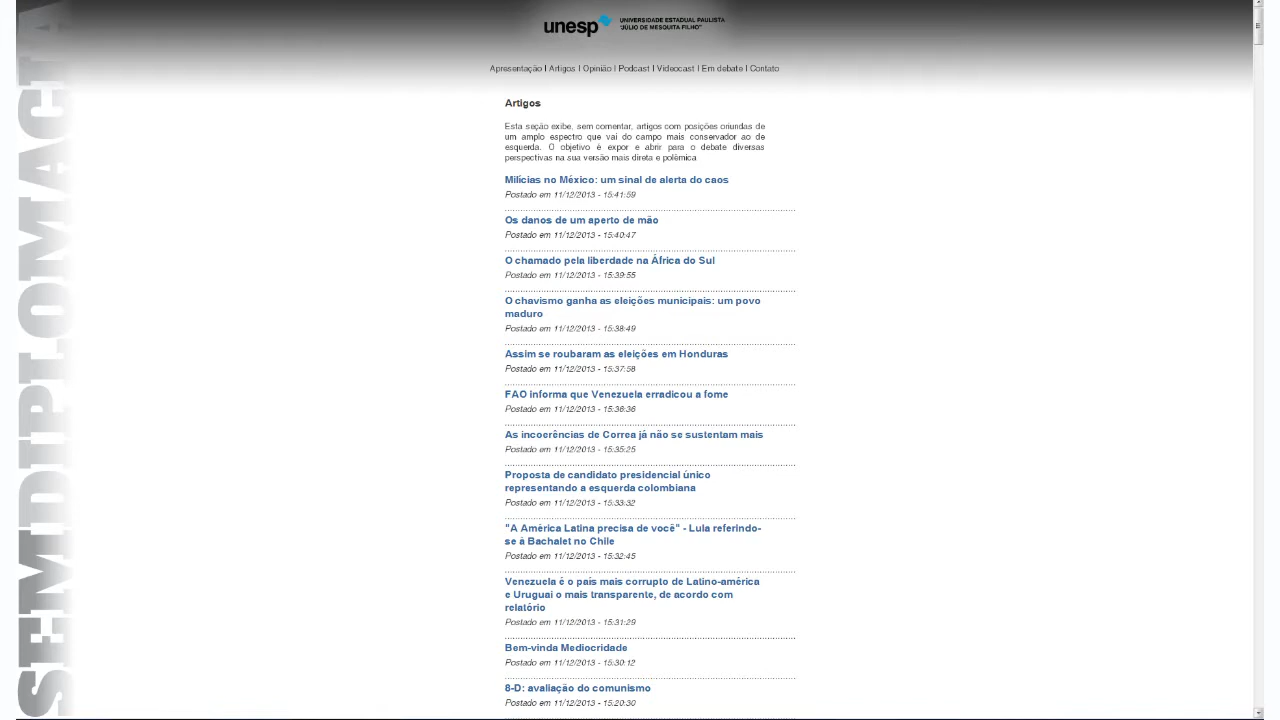 SEMDIPLOMACIA
unesp
UNIVERSIDADE ESTADUAL PAULISTA
"JÚLIO DE MESQUITA FILHO"
Apresentação | Artigos | Opinião | Podcast | Videocast | Em debate | Contato
Artigos
Esta seção exibe, sem comentar, artigos com posições oriundas de
um amplo espectro que vai do campo mais conservador ao de
esquerda. O objetivo é expor e abrir para o debate diversas
perspectivas na sua versão mais direta e polêmica
Milícias no México: um sinal de alerta do caos
Postado em 11/12/2013 - 15:41:59
Os danos de um aperto de mão
Postado em 11/12/2013 - 15:40:47
O chamado pela liberdade na África do Sul
Postado em 11/12/2013 - 15:39:55
O chavismo ganha as eleições municipais: um povo
maduro
Postado em 11/12/2013 - 15:38:49
Assim se roubaram as eleições em Honduras
Postado em 11/12/2013 - 15:37:58
FAO informa que Venezuela erradicou a fome
Postado em 11/12/2013 - 15:36:36
As incoerências de Correa já não se sustentam mais
Postado em 11/12/2013 - 15:35:25
Proposta de candidato presidencial único
representando a esquerda colombiana
Postado em 11/12/2013 - 15:33:32
"A América Latina precisa de você" - Lula referindo-
se à Bachalet no Chile
Postado em 11/12/2013 - 15:32:45
Venezuela é o país mais corrupto de Latino-américa
e Uruguai o mais transparente, de acordo com
relatório
Postado em 11/12/2013 - 15:31:29
Bem-vinda Mediocridade
Postado em 11/12/2013 - 15:30:12
8-D: avaliação do comunismo
Postado em 11/12/2013 - 15:20:30